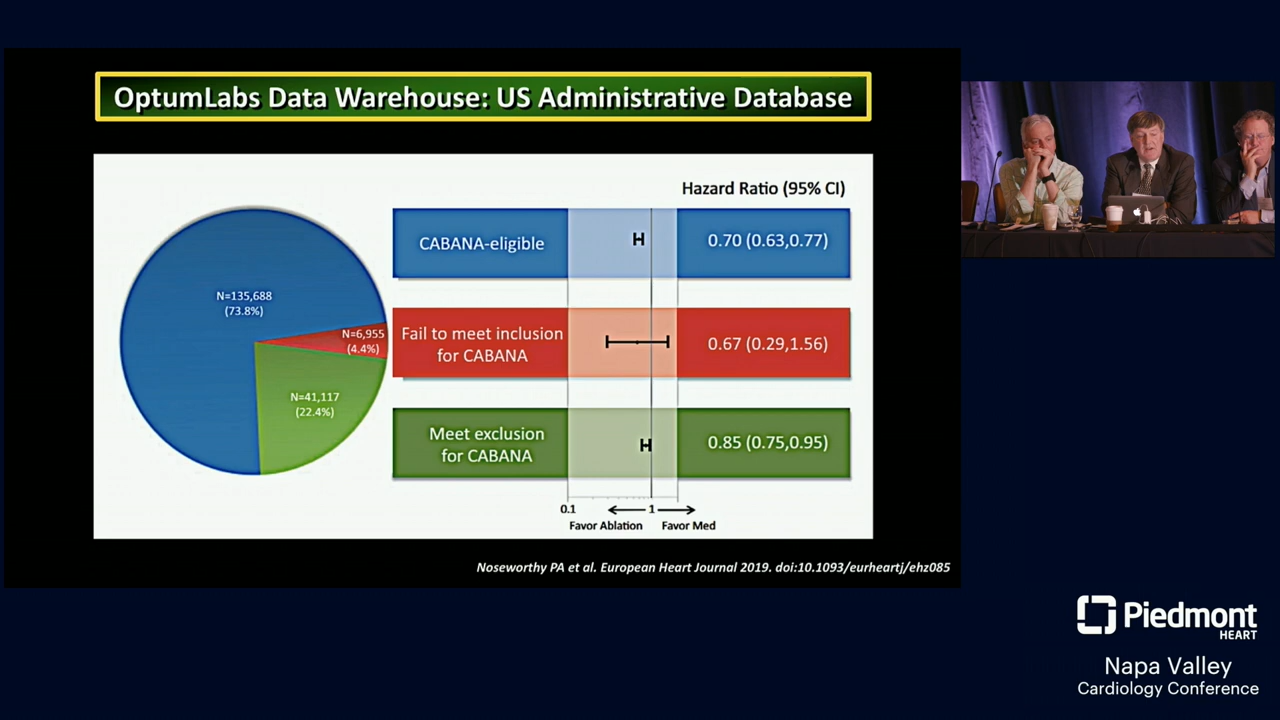 OptumLabs Data Warehouse: US Administrative Database
Hazard Ratio (95% CI)
N=135,688
(73.8%)
N=6,955
(4.4%)
N=41,117
(22.4%)
CABANA-eligible
0.70 (0.63,0.77)
Fail to meet inclusion
for CABANA
0.67 (0.29,1.56)
Meet exclusion
for CABANA
0.85 (0.75,0.95)
0.1
1
Favor Ablation
Favor Med
Noseworthy PA et al. European Heart Journal 2019. doi:10.1093/eurheartj/ehz085
Piedmont
HEART
Napa Valley
Cardiology Conference